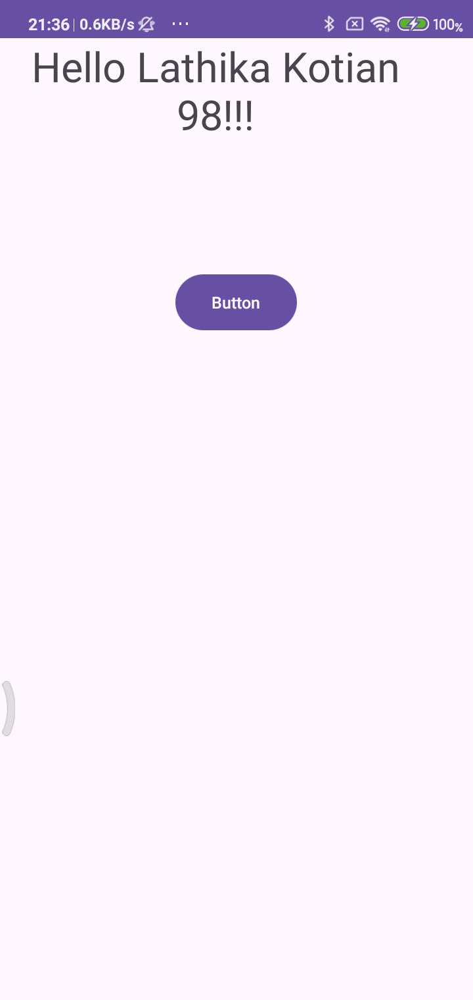 21:36 0.6KB/s ... 100%
Hello Lathika Kotian
98!!!
Button